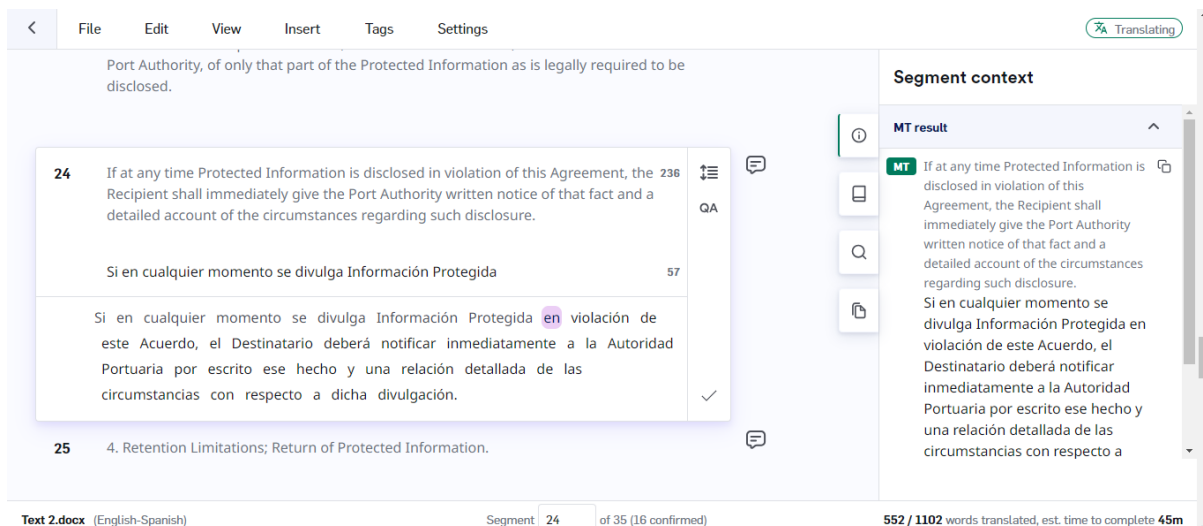 File Edit View Insert Tags Settings
Translating
Port Authority, of only that part of the Protected Information as is legally required to be
disclosed.
24
If at any time Protected Information is disclosed in violation of this Agreement, the 236
Recipient shall immediately give the Port Authority written notice of that fact and a
detailed account of the circumstances regarding such disclosure.
QA
Si en cualquier momento se divulga Información Protegida 57
Si en cualquier momento se divulga Información Protegida en violación de
este Acuerdo, el Destinatario deberá notificar inmediatamente a la Autoridad
Portuaria por escrito ese hecho y una relación detallada de las
circunstancias con respecto a dicha divulgación.
25 4. Retention Limitations; Return of Protected Information.
Segment context
MT result
MT If at any time Protected Information is
disclosed in violation of this
Agreement, the Recipient shall
immediately give the Port Authority
written notice of that fact and a
detailed account of the circumstances
regarding such disclosure.
Si en cualquier momento se
divulga Información Protegida en
violación de este Acuerdo, el
Destinatario deberá notificar
inmediatamente a la Autoridad
Portuaria por escrito ese hecho y
una relación detallada de las
circunstancias con respecto a
Text 2.docx (English-Spanish) Segment 24 of 35 (16 confirmed) 552 / 1102 words translated, est. time to complete 45m